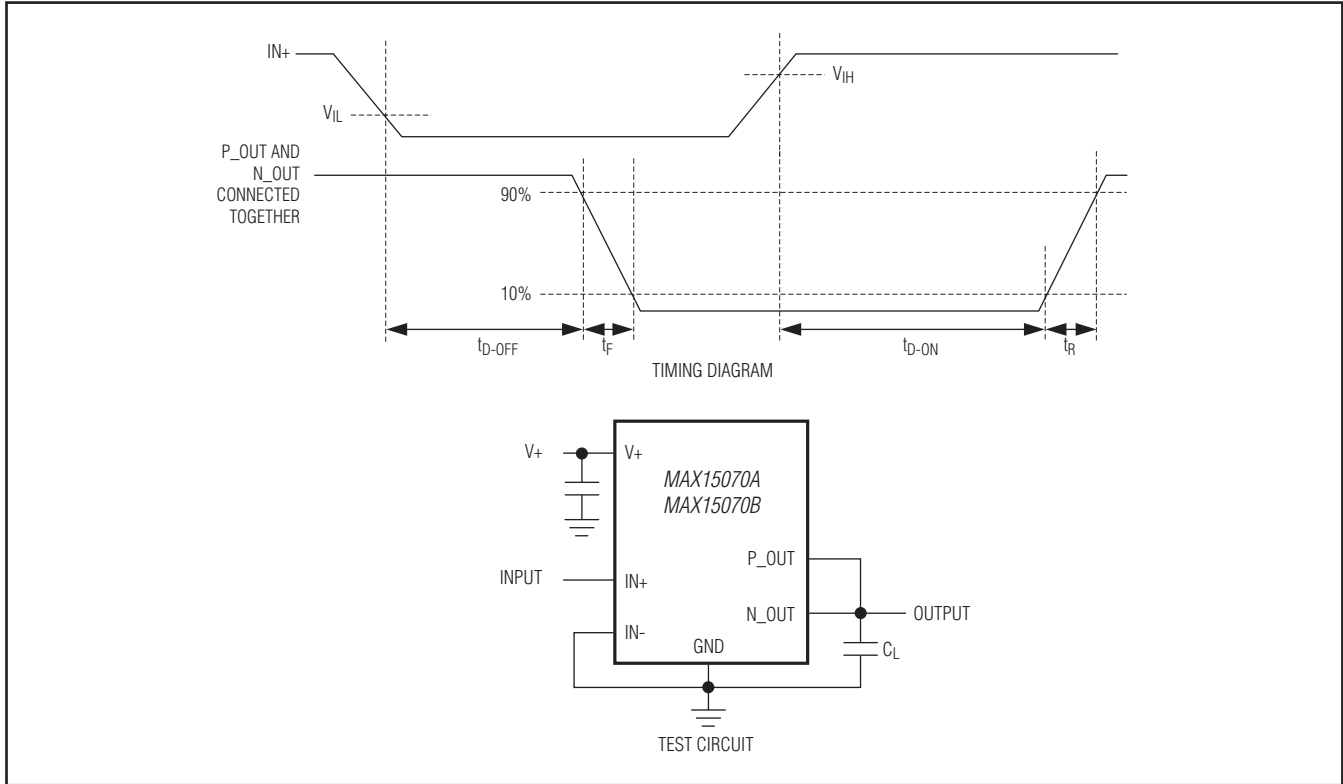 IN+
VIH
VIL
P_OUT AND
N_OUT
CONNECTED
TOGETHER
90%
10%
tD-OFF
tF
tD-ON
tR
TIMING DIAGRAM
V+
V+
MAX15070A
MAX15070B
P_OUT
INPUT
IN+
N_OUT
OUTPUT
IN-
GND
CL
TEST CIRCUIT